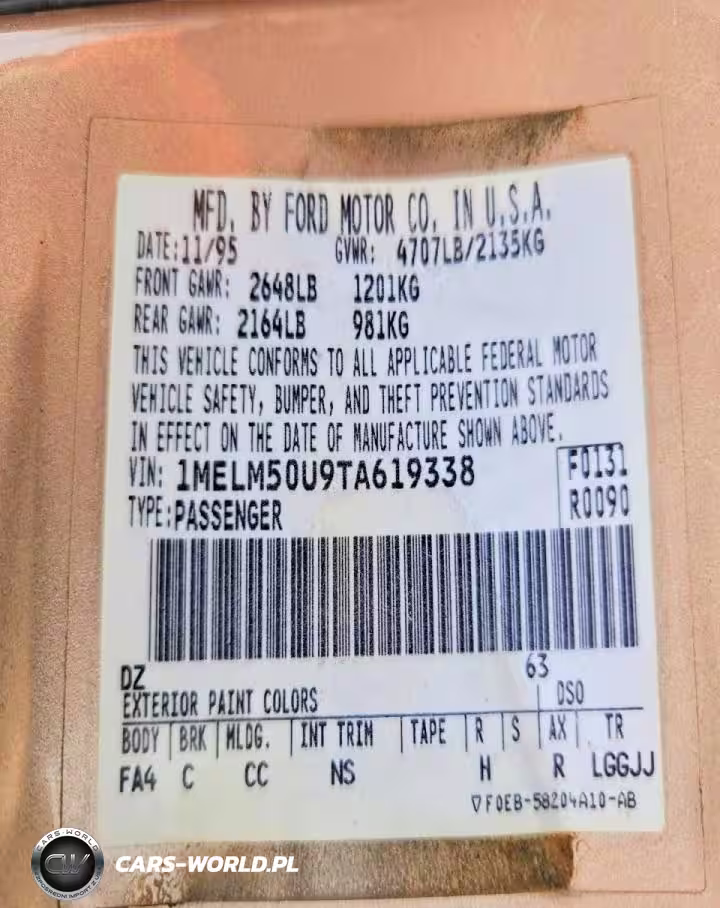 MFD. BY FORD MOTOR CO. IN U.S.A.
DATE:11/95 GVWR: 4707LB/2135KG
FRONT GAWR: 2648LB 1201KG
REAR GAWR: 2164LB 981KG
THIS VEHICLE CONFORMS TO ALL APPLICABLE FEDERAL MOTOR
VEHICLE SAFETY, BUMPER, AND THEFT PREVENTION STANDARDS
IN EFFECT ON THE DATE OF MANUFACTURE SHOWN ABOVE.
VIN: 1MELM50U9TA619338 F0131
TYPE:PASSENGER R0090
DZ 63
EXTERIOR PAINT COLORS DSO
BODY BRK MLDG. INT TRIM TAPE R S AX TR
FA4 C CC NS H R LGGJJ
F0EB-58204A10-AB
CARS-WORLD
CW
CARS-WORLD.PL